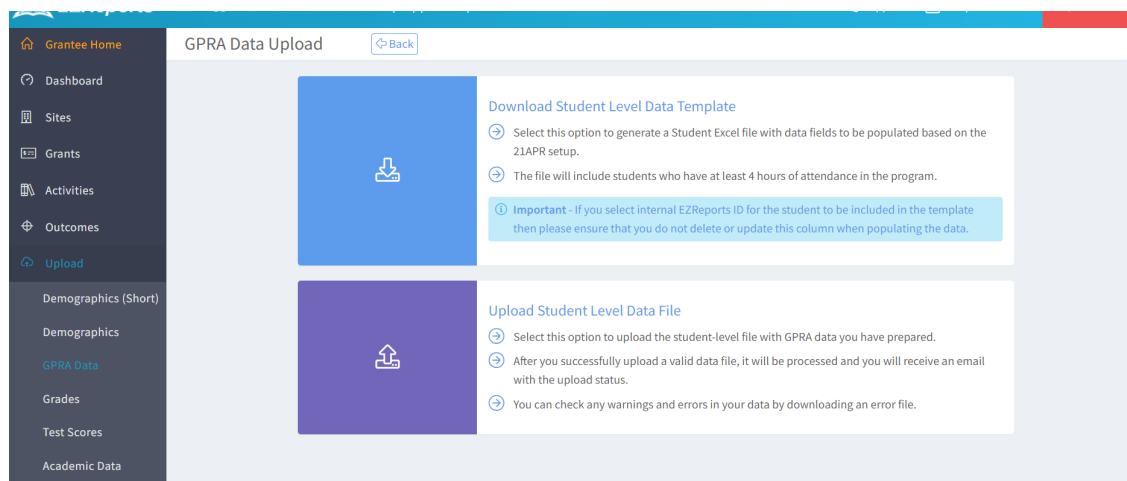 Grantee Home
GPRA Data Upload
Back
Dashboard
Sites
Grants
Activities
Outcomes
Upload
Demographics (Short)
Demographics
GPRA Data
Grades
Test Scores
Academic Data
Download Student Level Data Template
Select this option to generate a Student Excel file with data fields to be populated based on the
21APR setup.
The file will include students who have at least 4 hours of attendance in the program.
Important - If you select internal EZReports ID for the student to be included in the template
then please ensure that you do not delete or update this column when populating the data.
Upload Student Level Data File
Select this option to upload the student-level file with GPRA data you have prepared.
After you successfully upload a valid data file, it will be processed and you will receive an email
with the upload status.
You can check any warnings and errors in your data by downloading an error file.